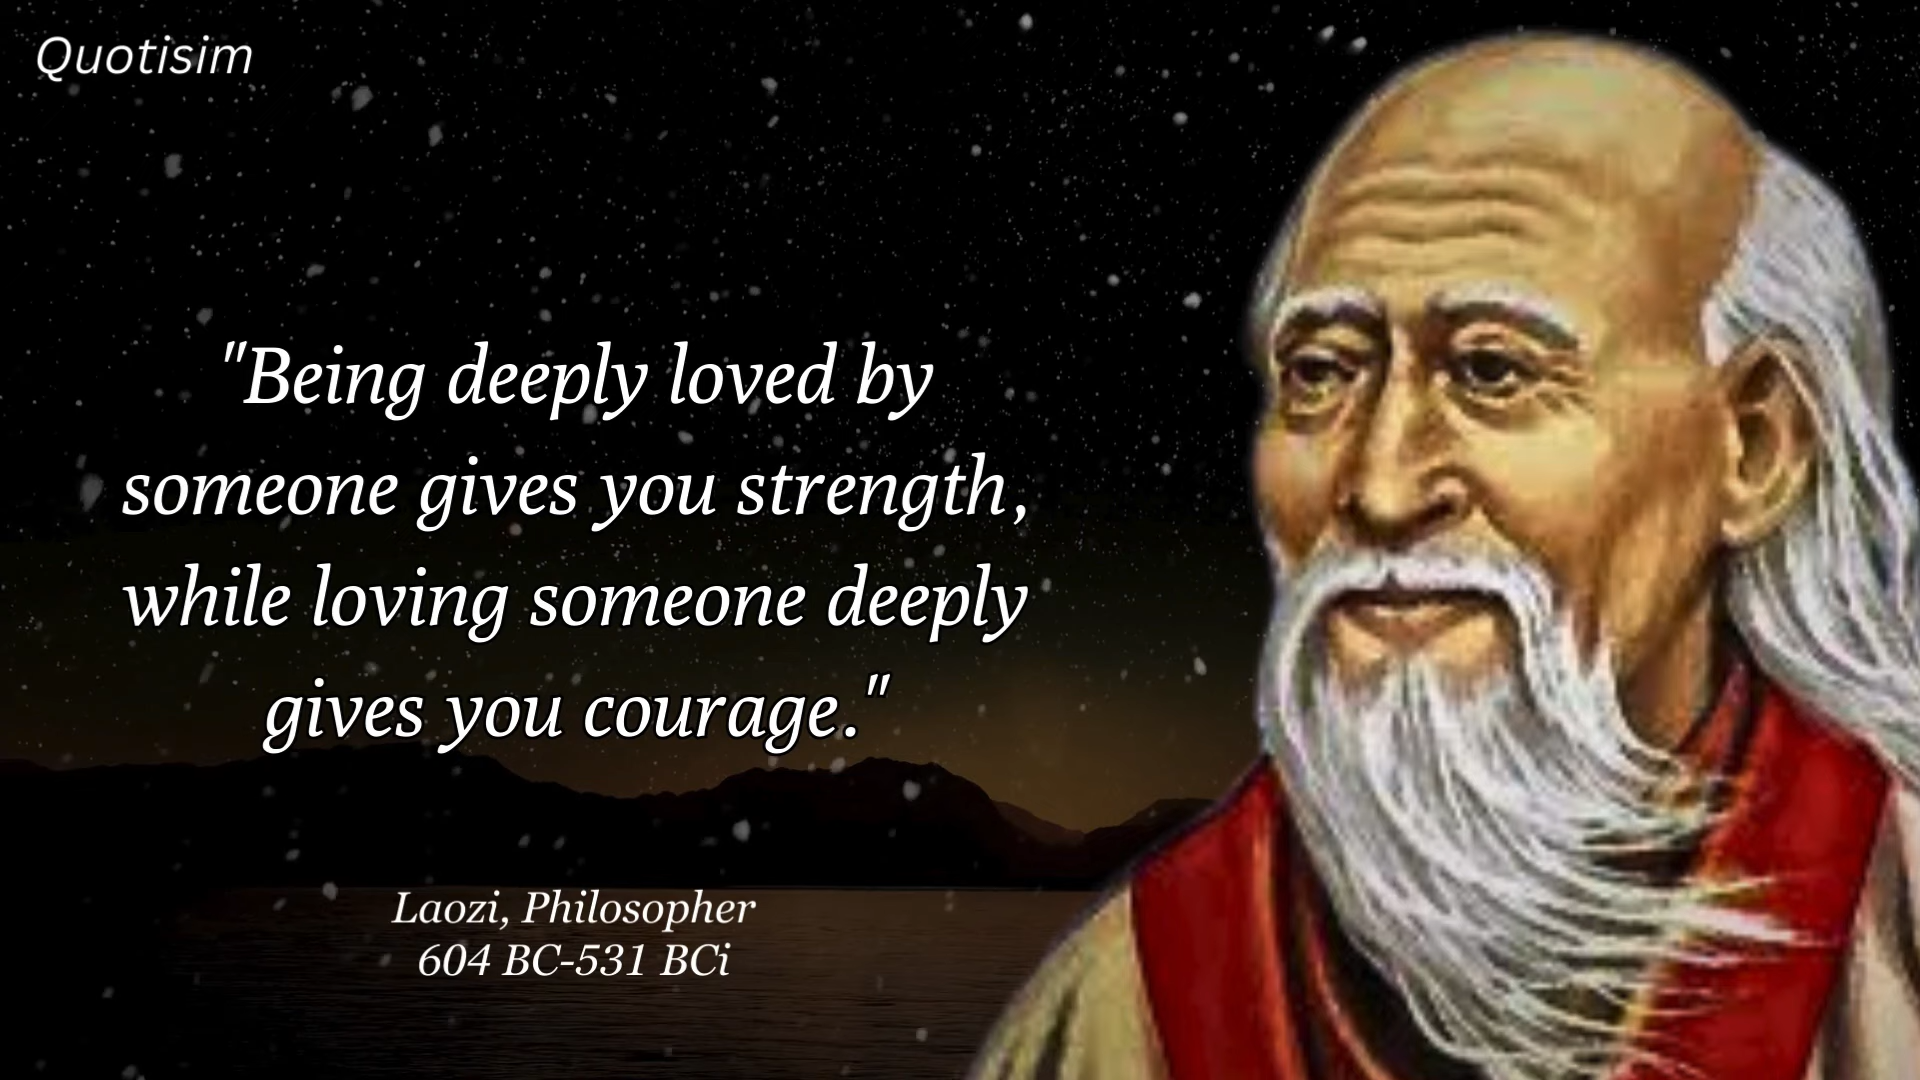 Quotisim
"Being deeply loved by
someone gives you strength,
while loving someone deeply
gives you courage."
Laozi, Philosopher
604 BC-531 BCi